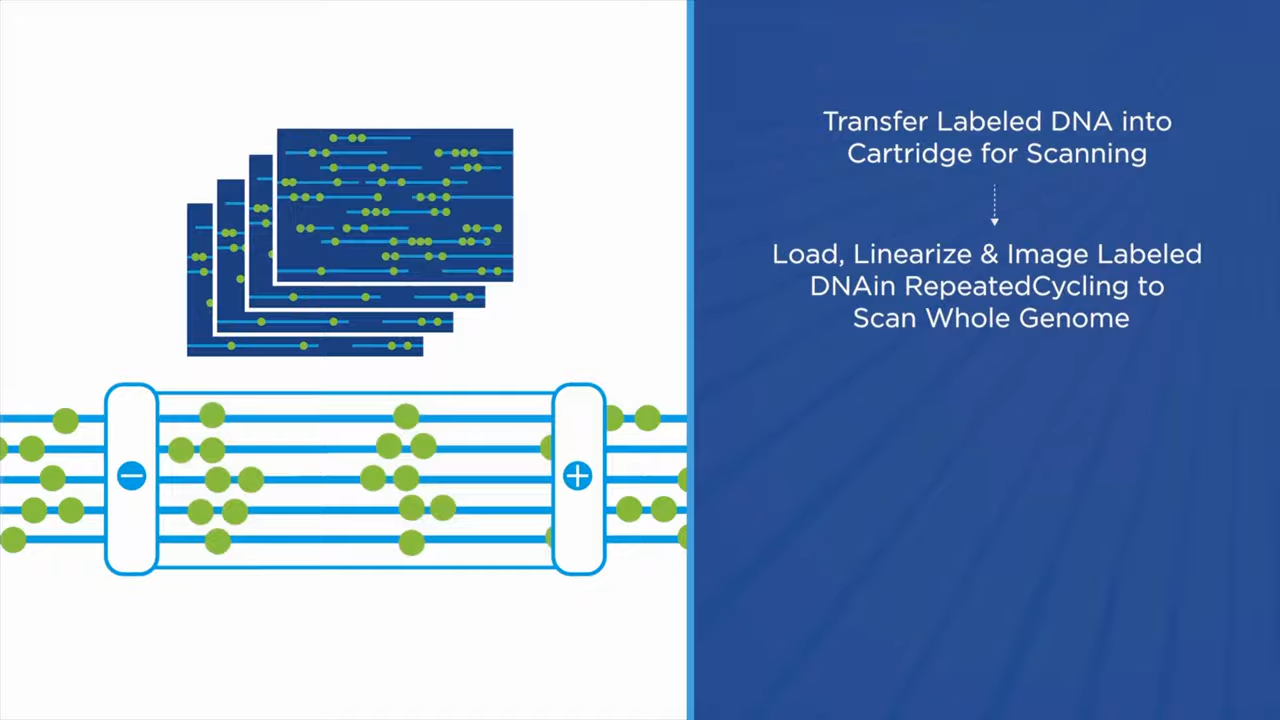 Transfer Labeled DNA into
Cartridge for Scanning
Load, Linearize & Image Labeled
DNAin RepeatedCycling to
Scan Whole Genome